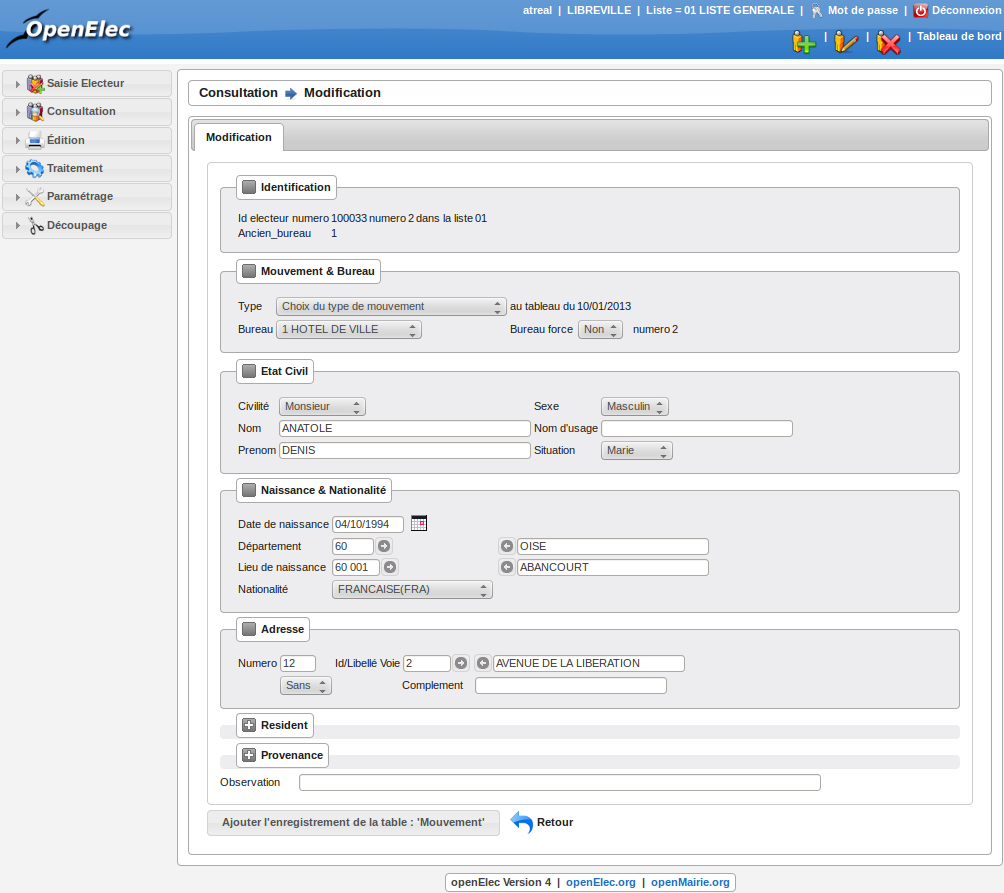 OpenElec
atreal | LIBREVILLE | Liste = 01 LISTE GENERALE | Mot de passe | Déconnexion
| | | Tableau de bord
Saisie Electeur
Consultation
Édition
Traitement
Paramétrage
Découpage
Consultation Modification
Modification
Identification
Id electeur numero 100033 numero 2 dans la liste 01
Ancien_bureau 1
Mouvement & Bureau
Type Choix du type de mouvement au tableau du 10/01/2013
Bureau 1 HOTEL DE VILLE Bureau force Non numero 2
Etat Civil
Civilité Monsieur Sexe Masculin
Nom ANATOLE Nom d'usage
Prenom DENIS Situation Marie
Naissance & Nationalité
Date de naissance 04/10/1994
Département 60 OISE
Lieu de naissance 60 001 ABANCOURT
Nationalité FRANCAISE(FRA)
Adresse
Numero 12 Id/Libellé Voie 2 AVENUE DE LA LIBERATION
Sans Complement
Resident
Provenance
Observation
Ajouter l'enregistrement de la table : 'Mouvement' Retour
openElec Version 4 | openElec.org | openMairie.org